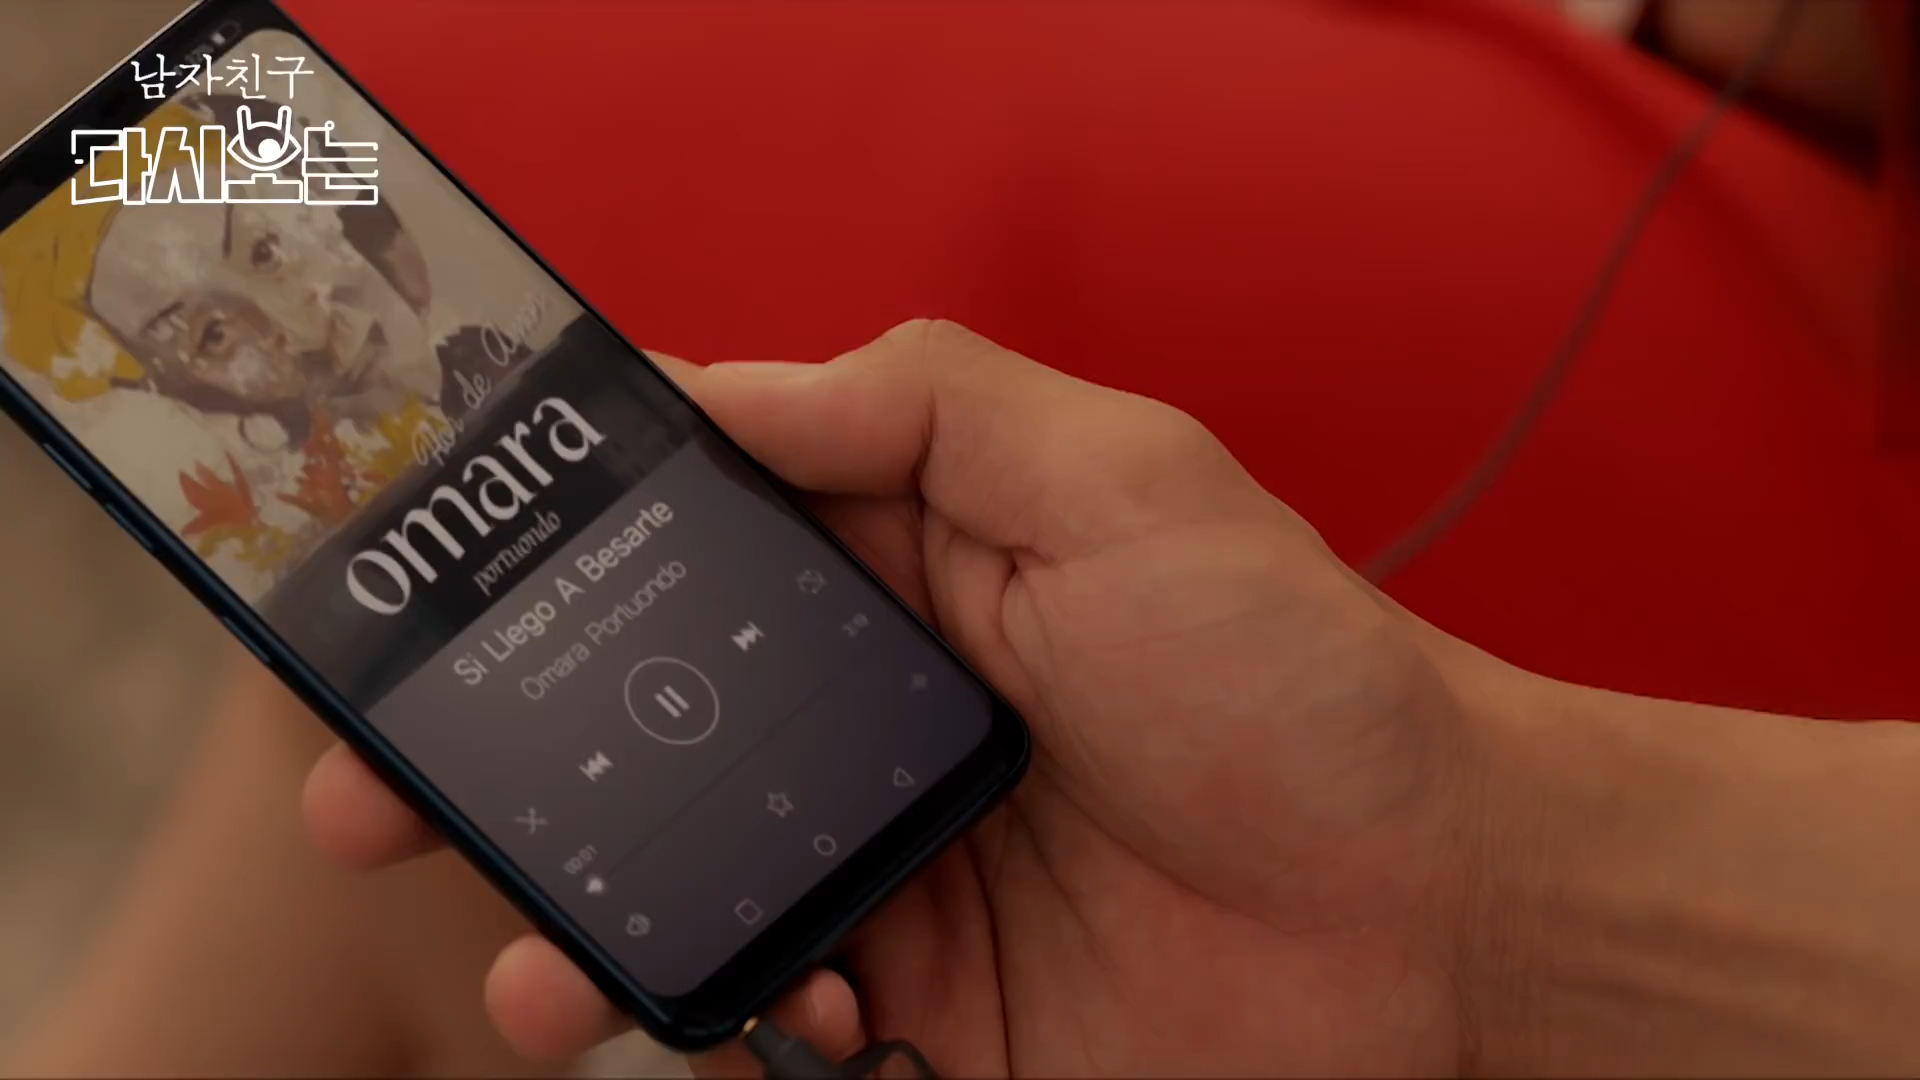 남자친구
다시보는
Flor de Amor
omara
portuondo
Si Llego A Besarte
Omara Portuondo
00:01
3:19